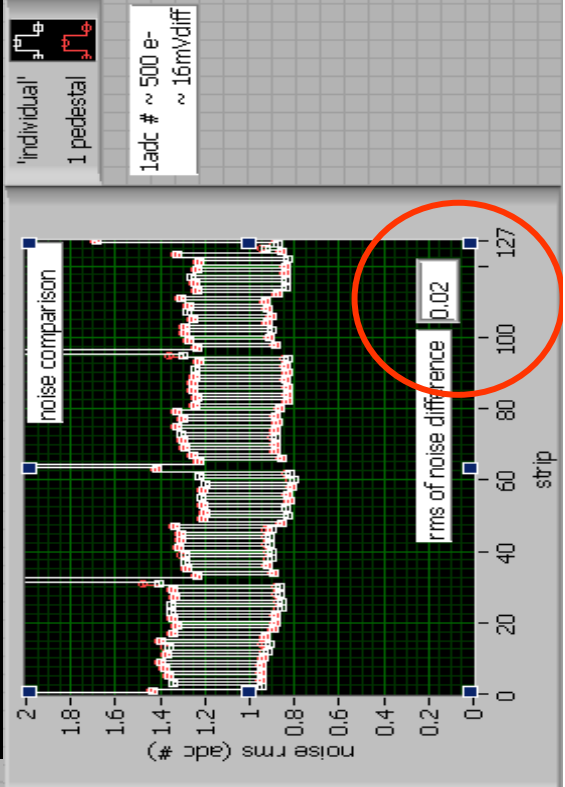 'individual'
1 pedestal
1adc # ~ 500 e-
~ 16mVdiff
noise comparison
noise rms (adc #)
2
1.8
1.6
1.4
1.2
1
0.8
0.6
0.4
0.2
0
rms of noise difference 0.02
0 20 40 60 80 100 127
strip